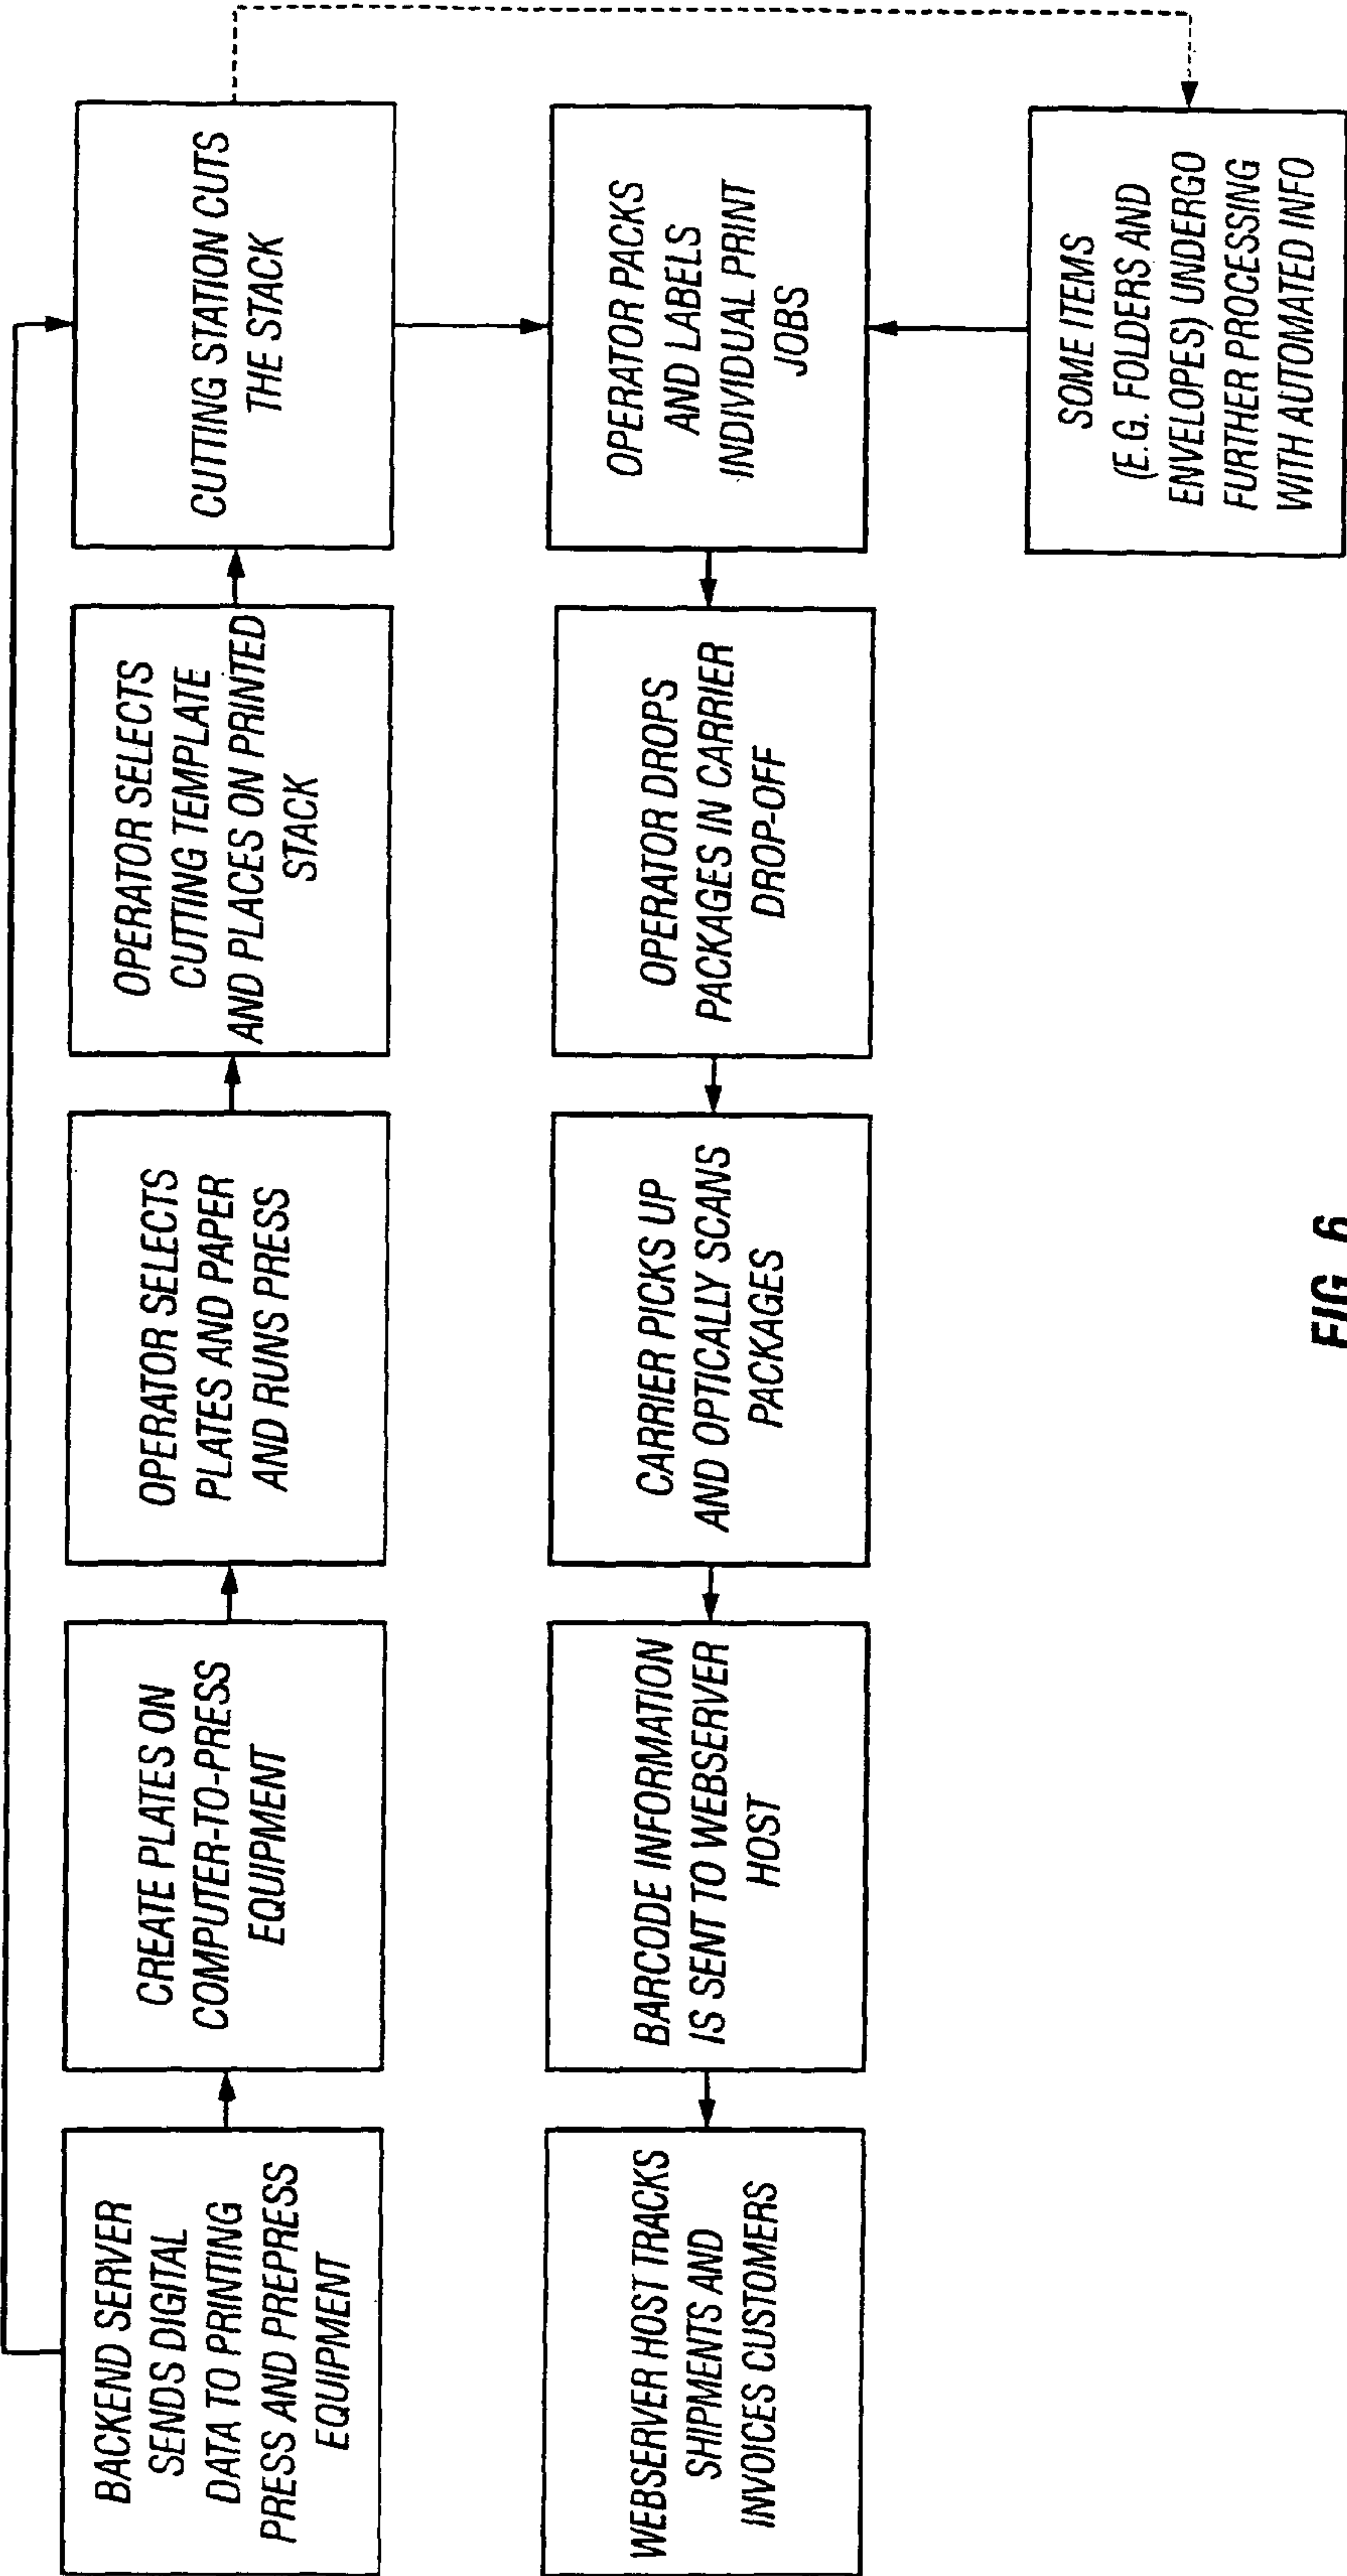 BACKEND SERVER
SENDS DIGITAL
DATA TO PRINTING
PRESS AND PREPRESS
EQUIPMENT
CREATE PLATES ON
COMPUTER-TO-PRESS
EQUIPMENT
OPERATOR SELECTS
PLATES AND PAPER
AND RUNS PRESS
OPERATOR SELECTS
CUTTING TEMPLATE
AND PLACES ON PRINTED
STACK
CUTTING STATION CUTS
THE STACK
WEBSERVER HOST TRACKS
SHIPMENTS AND
INVOICES CUSTOMERS
BARCODE INFORMATION
IS SENT TO WEBSERVER
HOST
CARRIER PICKS UP
AND OPTICALLY SCANS
PACKAGES
OPERATOR DROPS
PACKAGES IN CARRIER
DROP-OFF
OPERATOR PACKS
AND LABELS
INDIVIDUAL PRINT
JOBS
SOME ITEMS
(E.G. FOLDERS AND
ENVELOPES) UNDERGO
FURTHER PROCESSING
WITH AUTOMATED INFO
FIG. 6